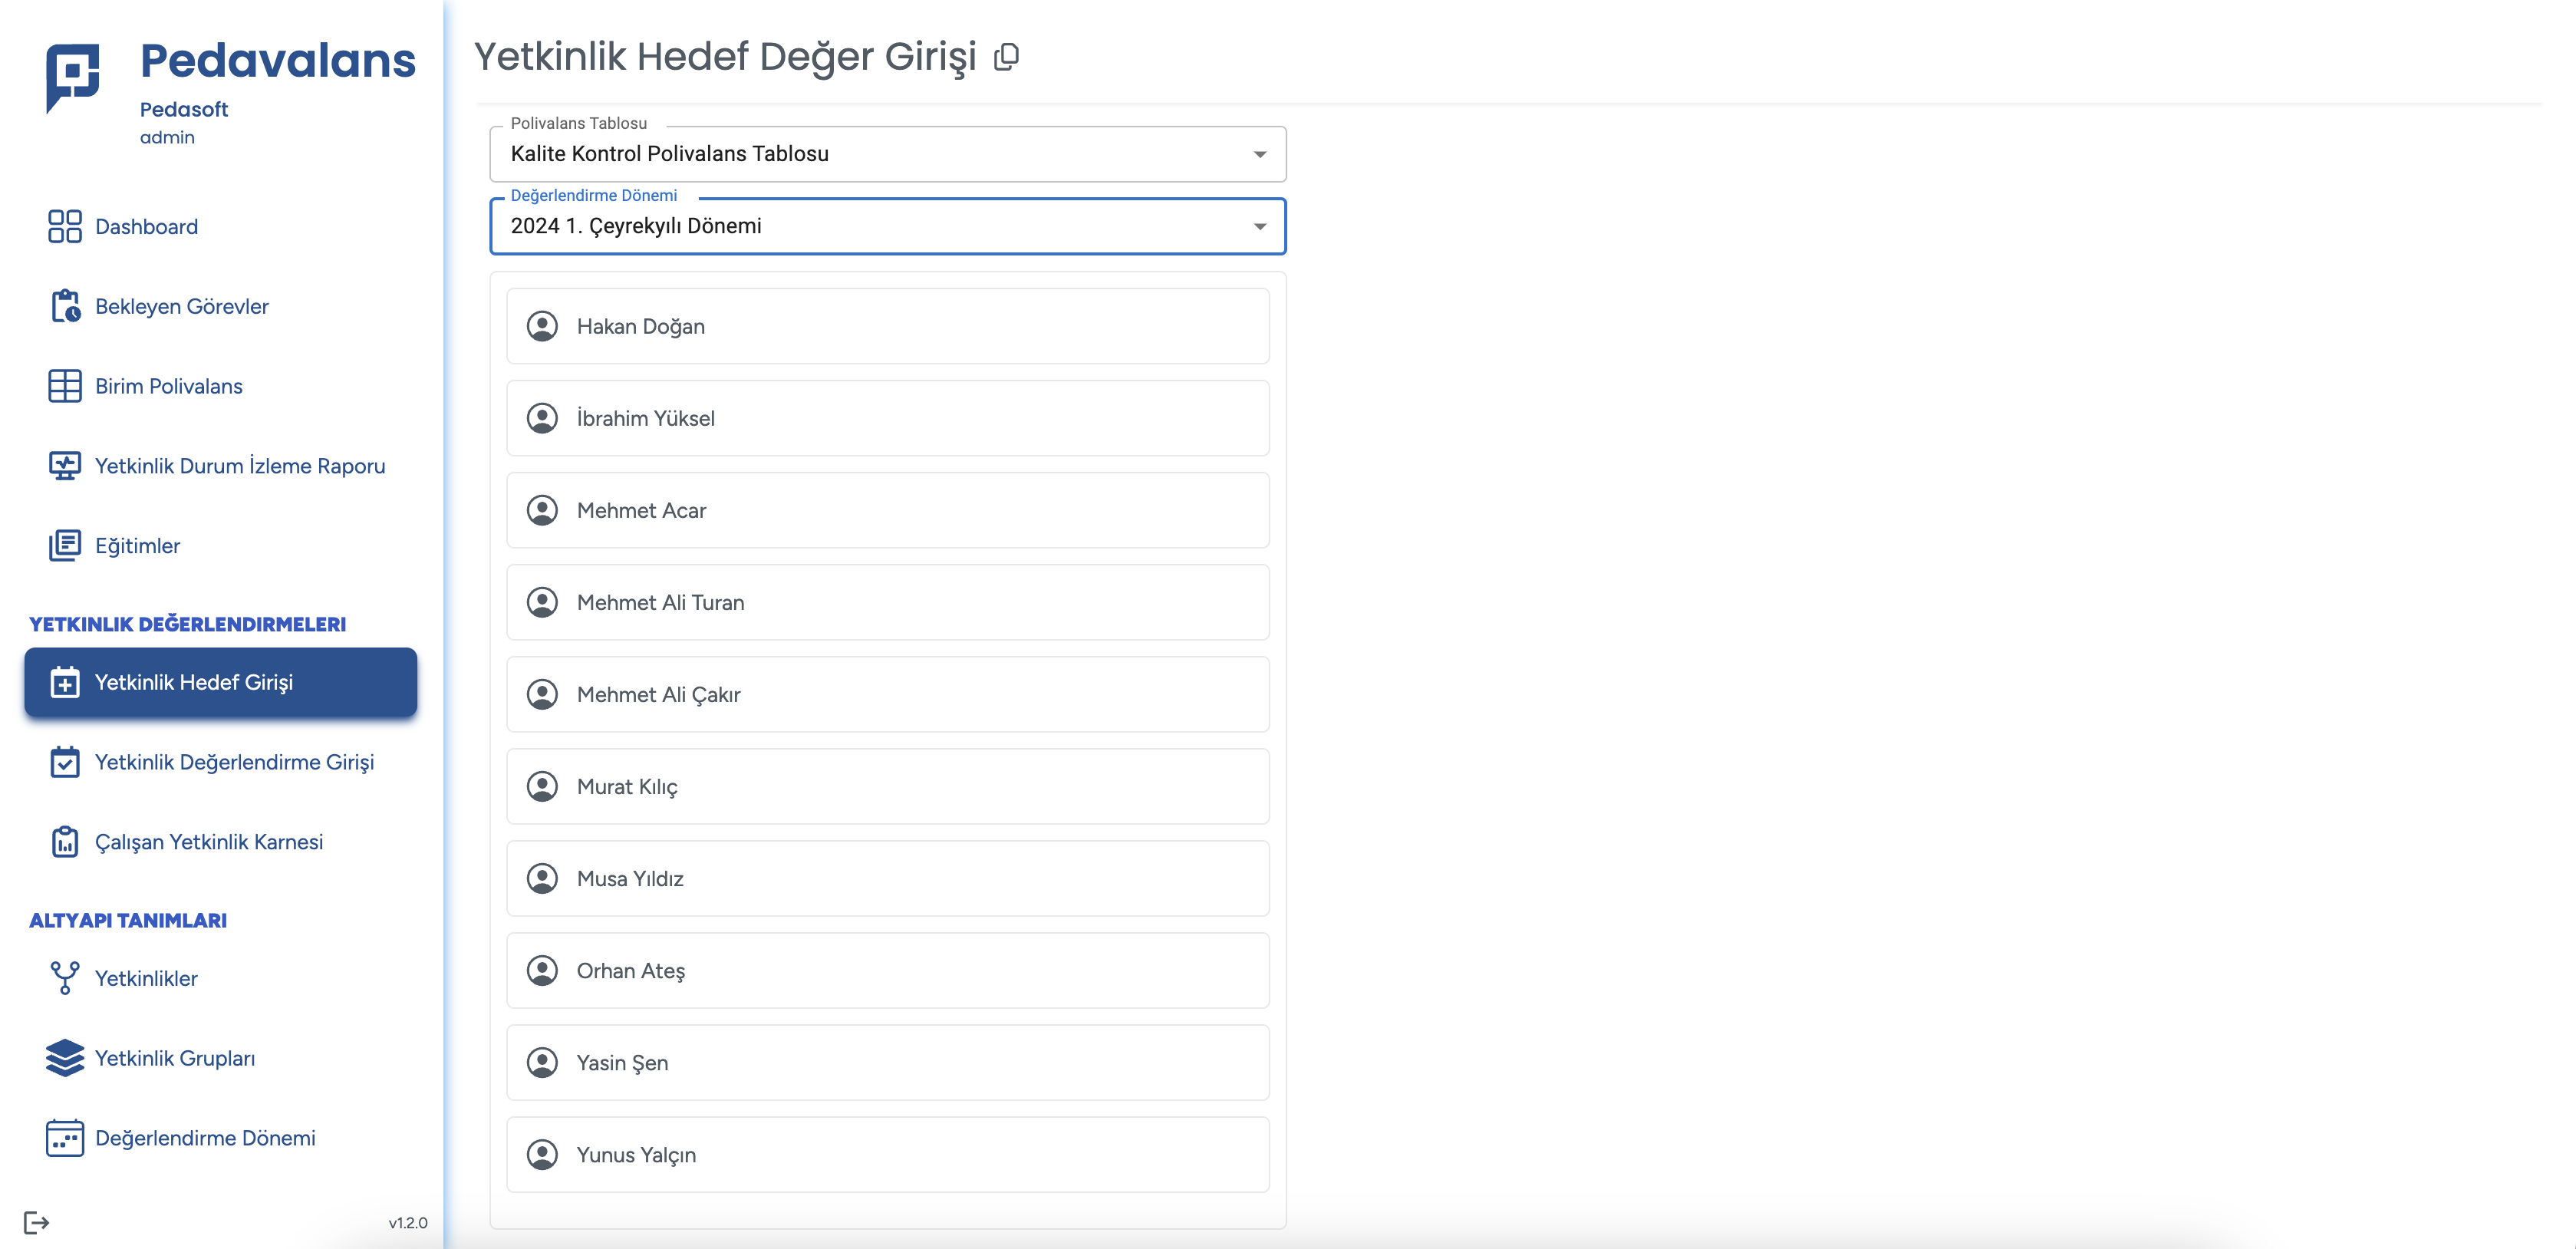 Pedavalans
Pedasoft
admin
Dashboard
Bekleyen Görevler
Birim Polivalans
Yetkinlik Durum İzleme Raporu
Eğitimler
YETKINLIK DEĞERLENDIRMELERI
Yetkinlik Hedef Girişi
Yetkinlik Değerlendirme Girişi
Çalışan Yetkinlik Karnesi
ALTYAPI TANIMLARI
Yetkinlikler
Yetkinlik Grupları
Değerlendirme Dönemi
v1.2.0
Yetkinlik Hedef Değer Girişi
Polivalans Tablosu
Kalite Kontrol Polivalans Tablosu
Değerlendirme Dönemi
2024 1. Çeyrekyılı Dönemi
Hakan Doğan
İbrahim Yüksel
Mehmet Acar
Mehmet Ali Turan
Mehmet Ali Çakır
Murat Kılıç
Musa Yıldız
Orhan Ateş
Yasin Şen
Yunus Yalçın